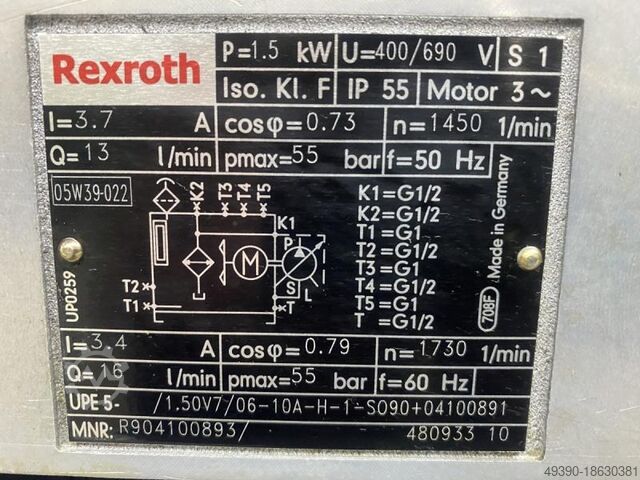 Rexroth
P=1.5 kW U=400/690 V S 1
Iso. Kl. F IP 55 Motor 3~
I=3.7 A cosφ=0.73 n=1450 1/min
Q=13 l/min pmax=55 bar f=50 Hz
05W39-022
UP0259
K2
T3
T4
T5
K1
P
M
S
L
T2
T1
T
K1=G1/2
K2=G1/2
T1=G1
T2=G1/2
T3=G1
T4=G1/2
T5=G1
T =G1/2
Made in Germany
708F
I=3.4 A cosφ=0.79 n=1730 1/min
Q=16 l/min pmax=55 bar f=60 Hz
UPE 5- /1.50V7/06-10A-H-1-S090+04100891
MNR: R904100893/ 480933 10
49390-18630381